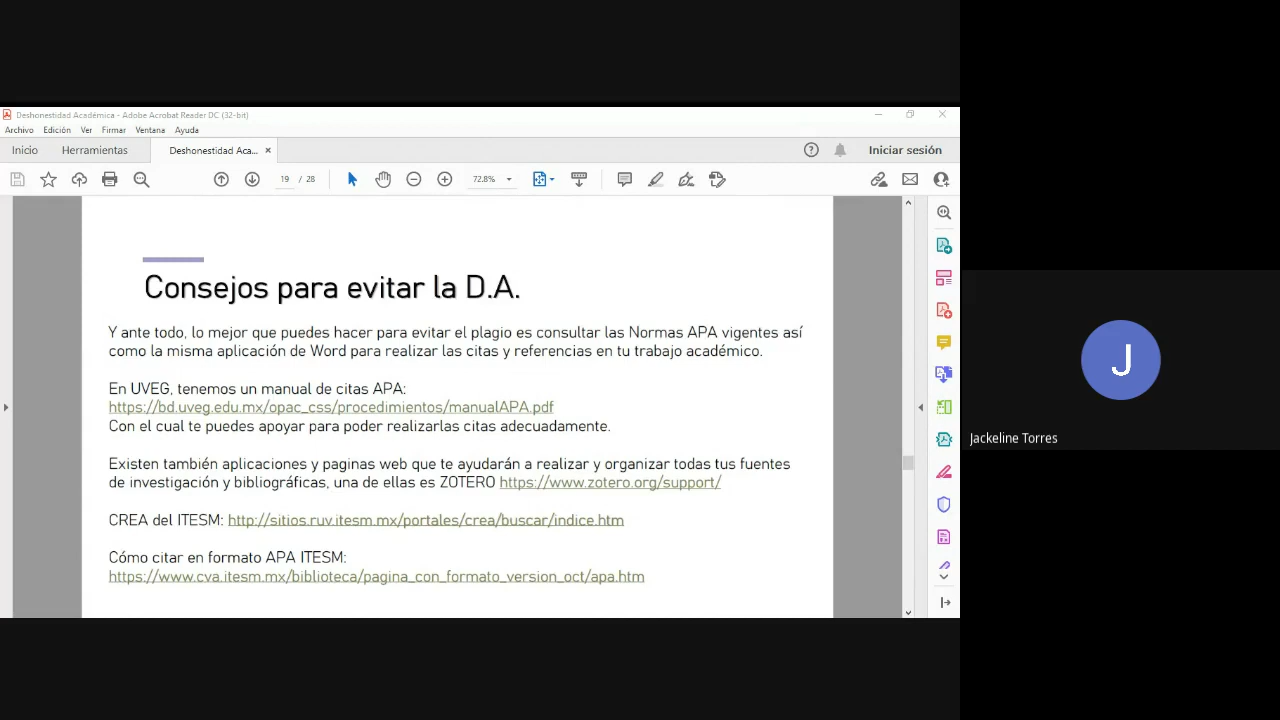 Deshonestidad Académica - Adobe Acrobat Reader DC (32-bit)
Archivo Edición Ver Firmar Ventana Ayuda
Inicio Herramientas Deshonestidad Aca... × Iniciar sesión
19 / 28 72.8%
Consejos para evitar la D.A.
Y ante todo, lo mejor que puedes hacer para evitar el plagio es consultar las Normas APA vigentes así
como la misma aplicación de Word para realizar las citas y referencias en tu trabajo académico.
En UVEG, tenemos un manual de citas APA:
https://bd.uveg.edu.mx/opac_css/procedimientos/manualAPA.pdf
Con el cual te puedes apoyar para poder realizarlas citas adecuadamente.
Existen también aplicaciones y paginas web que te ayudarán a realizar y organizar todas tus fuentes
de investigación y bibliográficas, una de ellas es ZOTERO https://www.zotero.org/support/
CREA del ITESM: http://sitios.ruv.itesm.mx/portales/crea/buscar/indice.htm
Cómo citar en formato APA ITESM:
https://www.cva.itesm.mx/biblioteca/pagina_con_formato_version_oct/apa.htm
J
Jackeline Torres